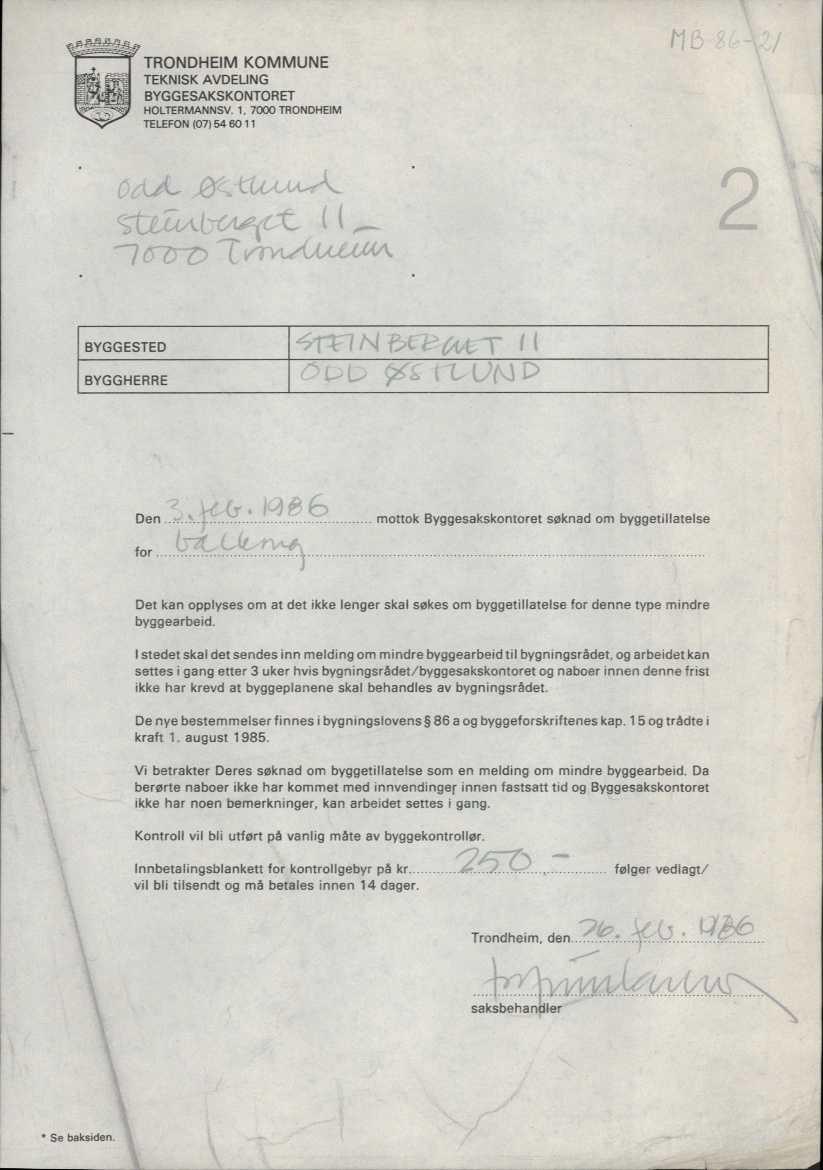 MB-86-21
TRONDHEIM KOMMUNE
TEKNISK AVDELING
BYGGESAKSKONTORET
HOLTERMANNSV. 1, 7000 TRONDHEIM
TELEFON (07) 54 60 11
Odd Østlund
Steinberget 11
7000 Trondheim
2
BYGGESTED STEINBERGET 11
BYGGHERRE ODD ØSTLUND
Den 3. feb. 1986 mottok Byggesakskontoret søknad om byggetillatelse
for balkong
Det kan opplyses om at det ikke lenger skal søkes om byggetillatelse for denne type mindre
byggearbeid.
I stedet skal det sendes inn melding om mindre byggearbeid til bygningsrådet, og arbeidet kan
settes i gang etter 3 uker hvis bygningsrådet/byggesakskontoret og naboer innen denne frist
ikke har krevd at byggeplanene skal behandles av bygningsrådet.
De nye bestemmelser finnes i bygningslovens § 86 a og byggeforskriftenes kap. 15 og trådte i
kraft 1. august 1985.
Vi betrakter Deres søknad om byggetillatelse som en melding om mindre byggearbeid. Da
berørte naboer ikke har kommet med innvendinger innen fastsatt tid og Byggesakskontoret
ikke har noen bemerkninger, kan arbeidet settes i gang.
Kontroll vil bli utført på vanlig måte av byggekontrollør.
Innbetalingsblankett for kontrollgebyr på kr. 250,- følger vedlagt/
vil bli tilsendt og må betales innen 14 dager.
Trondheim, den 26. feb. 1986
saksbehandler
* Se baksiden.